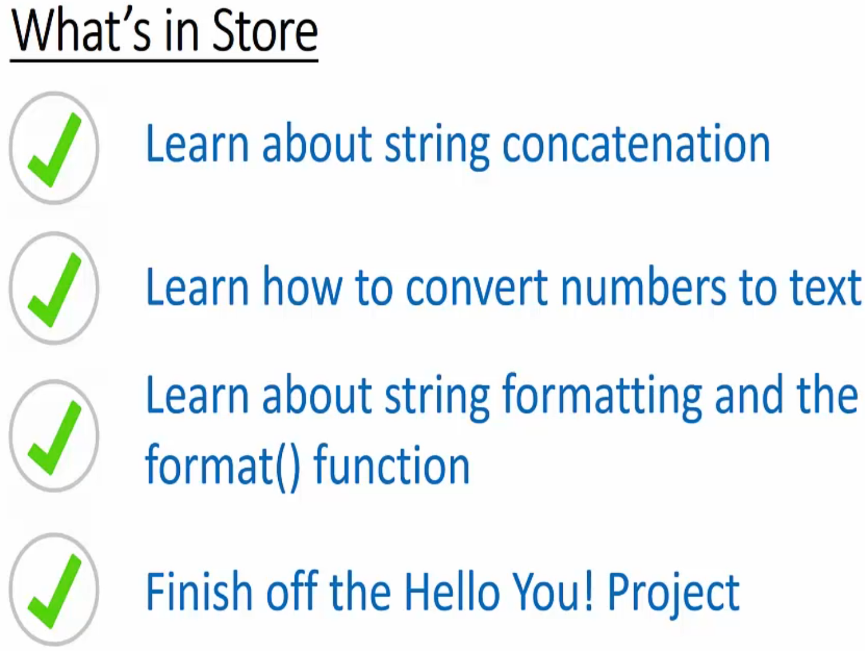 What's in Store
Learn about string concatenation
Learn how to convert numbers to text
Learn about string formatting and the
format() function
Finish off the Hello You! Project